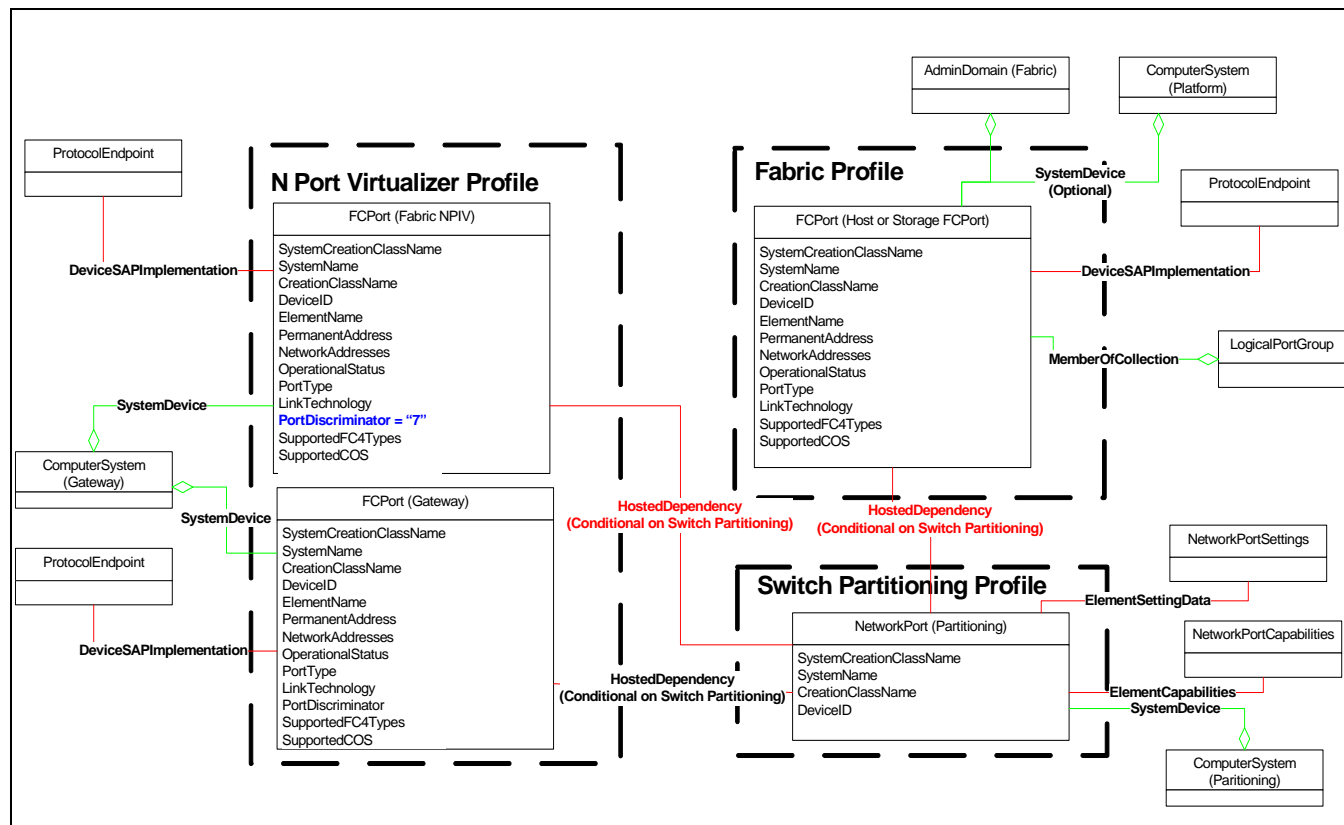 AdminDomain (Fabric)
ComputerSystem
(Platform)
ProtocolEndpoint
N Port Virtualizer Profile
FCPort (Fabric NPIV)
SystemCreationClassName
SystemName
CreationClassName
DeviceID
ElementName
PermanentAddress
NetworkAddresses
OperationalStatus
PortType
LinkTechnology
PortDiscriminator = “7”
SupportedFC4Types
SupportedCOS
DeviceSAPImplementation
SystemDevice
ComputerSystem
(Gateway)
SystemDevice
ProtocolEndpoint
DeviceSAPImplementation
FCPort (Gateway)
SystemCreationClassName
SystemName
CreationClassName
DeviceID
ElementName
PermanentAddress
NetworkAddresses
OperationalStatus
PortType
LinkTechnology
PortDiscriminator
SupportedFC4Types
SupportedCOS
Fabric Profile
SystemDevice
(Optional)
ProtocolEndpoint
FCPort (Host or Storage FCPort)
SystemCreationClassName
SystemName
CreationClassName
DeviceID
ElementName
PermanentAddress
NetworkAddresses
OperationalStatus
PortType
LinkTechnology
SupportedFC4Types
SupportedCOS
DeviceSAPImplementation
MemberOfCollection
LogicalPortGroup
HostedDependency
(Conditional on Switch Partitioning)
HostedDependency
(Conditional on Switch Partitioning)
HostedDependency
(Conditional on Switch Partitioning)
Switch Partitioning Profile
NetworkPort (Partitioning)
SystemCreationClassName
SystemName
CreationClassName
DeviceID
NetworkPortSettings
ElementSettingData
NetworkPortCapabilities
ElementCapabilities
SystemDevice
ComputerSystem
(Paritioning)